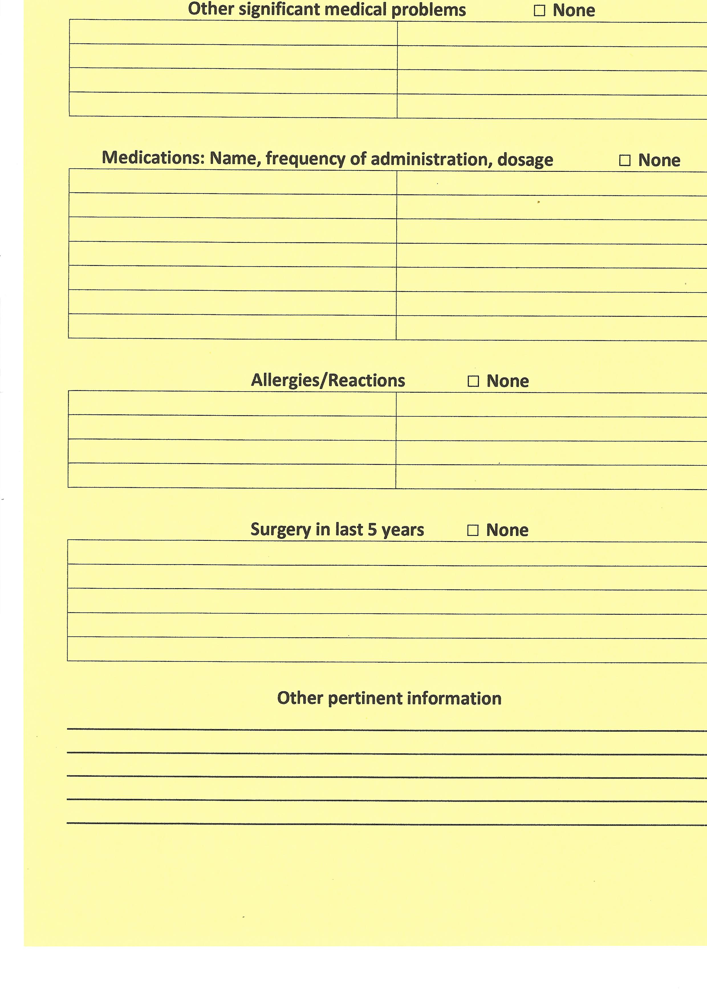 Other significant medical problems □ None
Medications: Name, frequency of administration, dosage □ None
Allergies/Reactions □ None
Surgery in last 5 years □ None
Other pertinent information